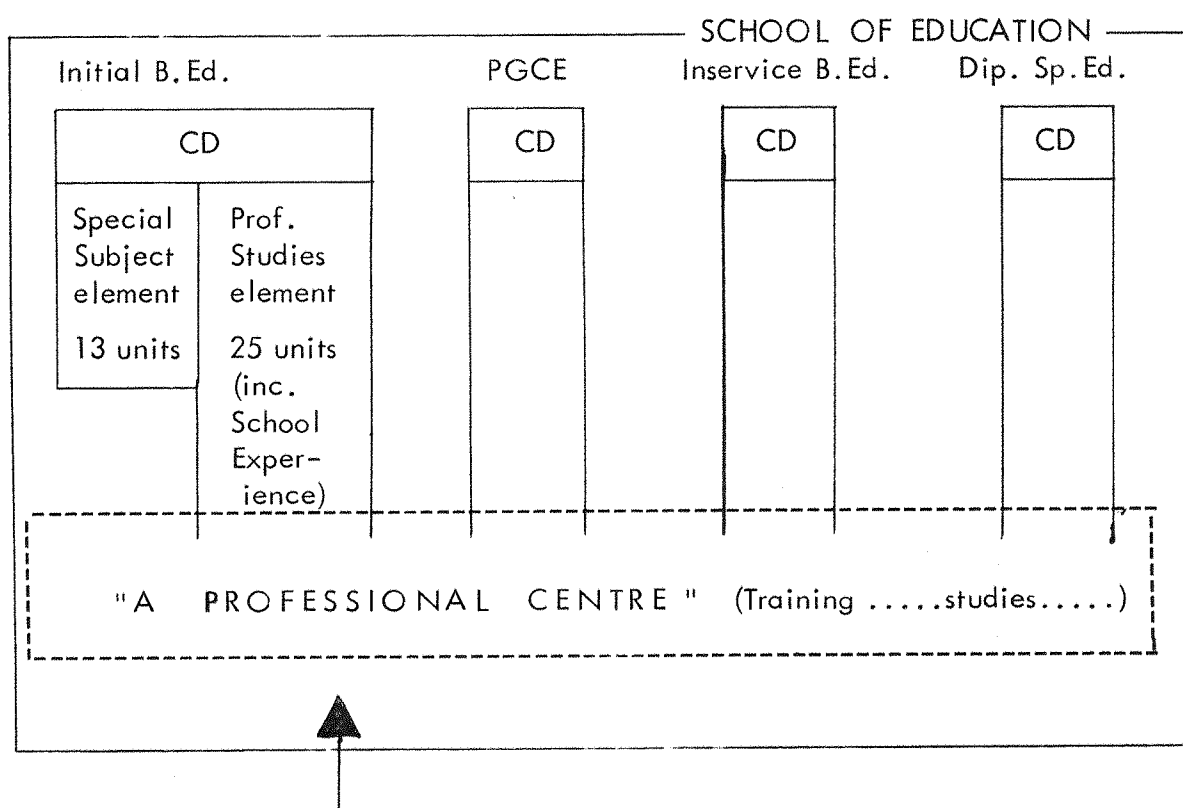 SCHOOL OF EDUCATION
Initial B.Ed.
PGCE
Inservice B.Ed.
Dip. Sp.Ed.
CD
CD
CD
CD
Special
Subject
element
13 units
Prof.
Studies
element
25 units
(inc.
School
Exper-
ience)
"A PROFESSIONAL CENTRE" (Training .....studies.....)